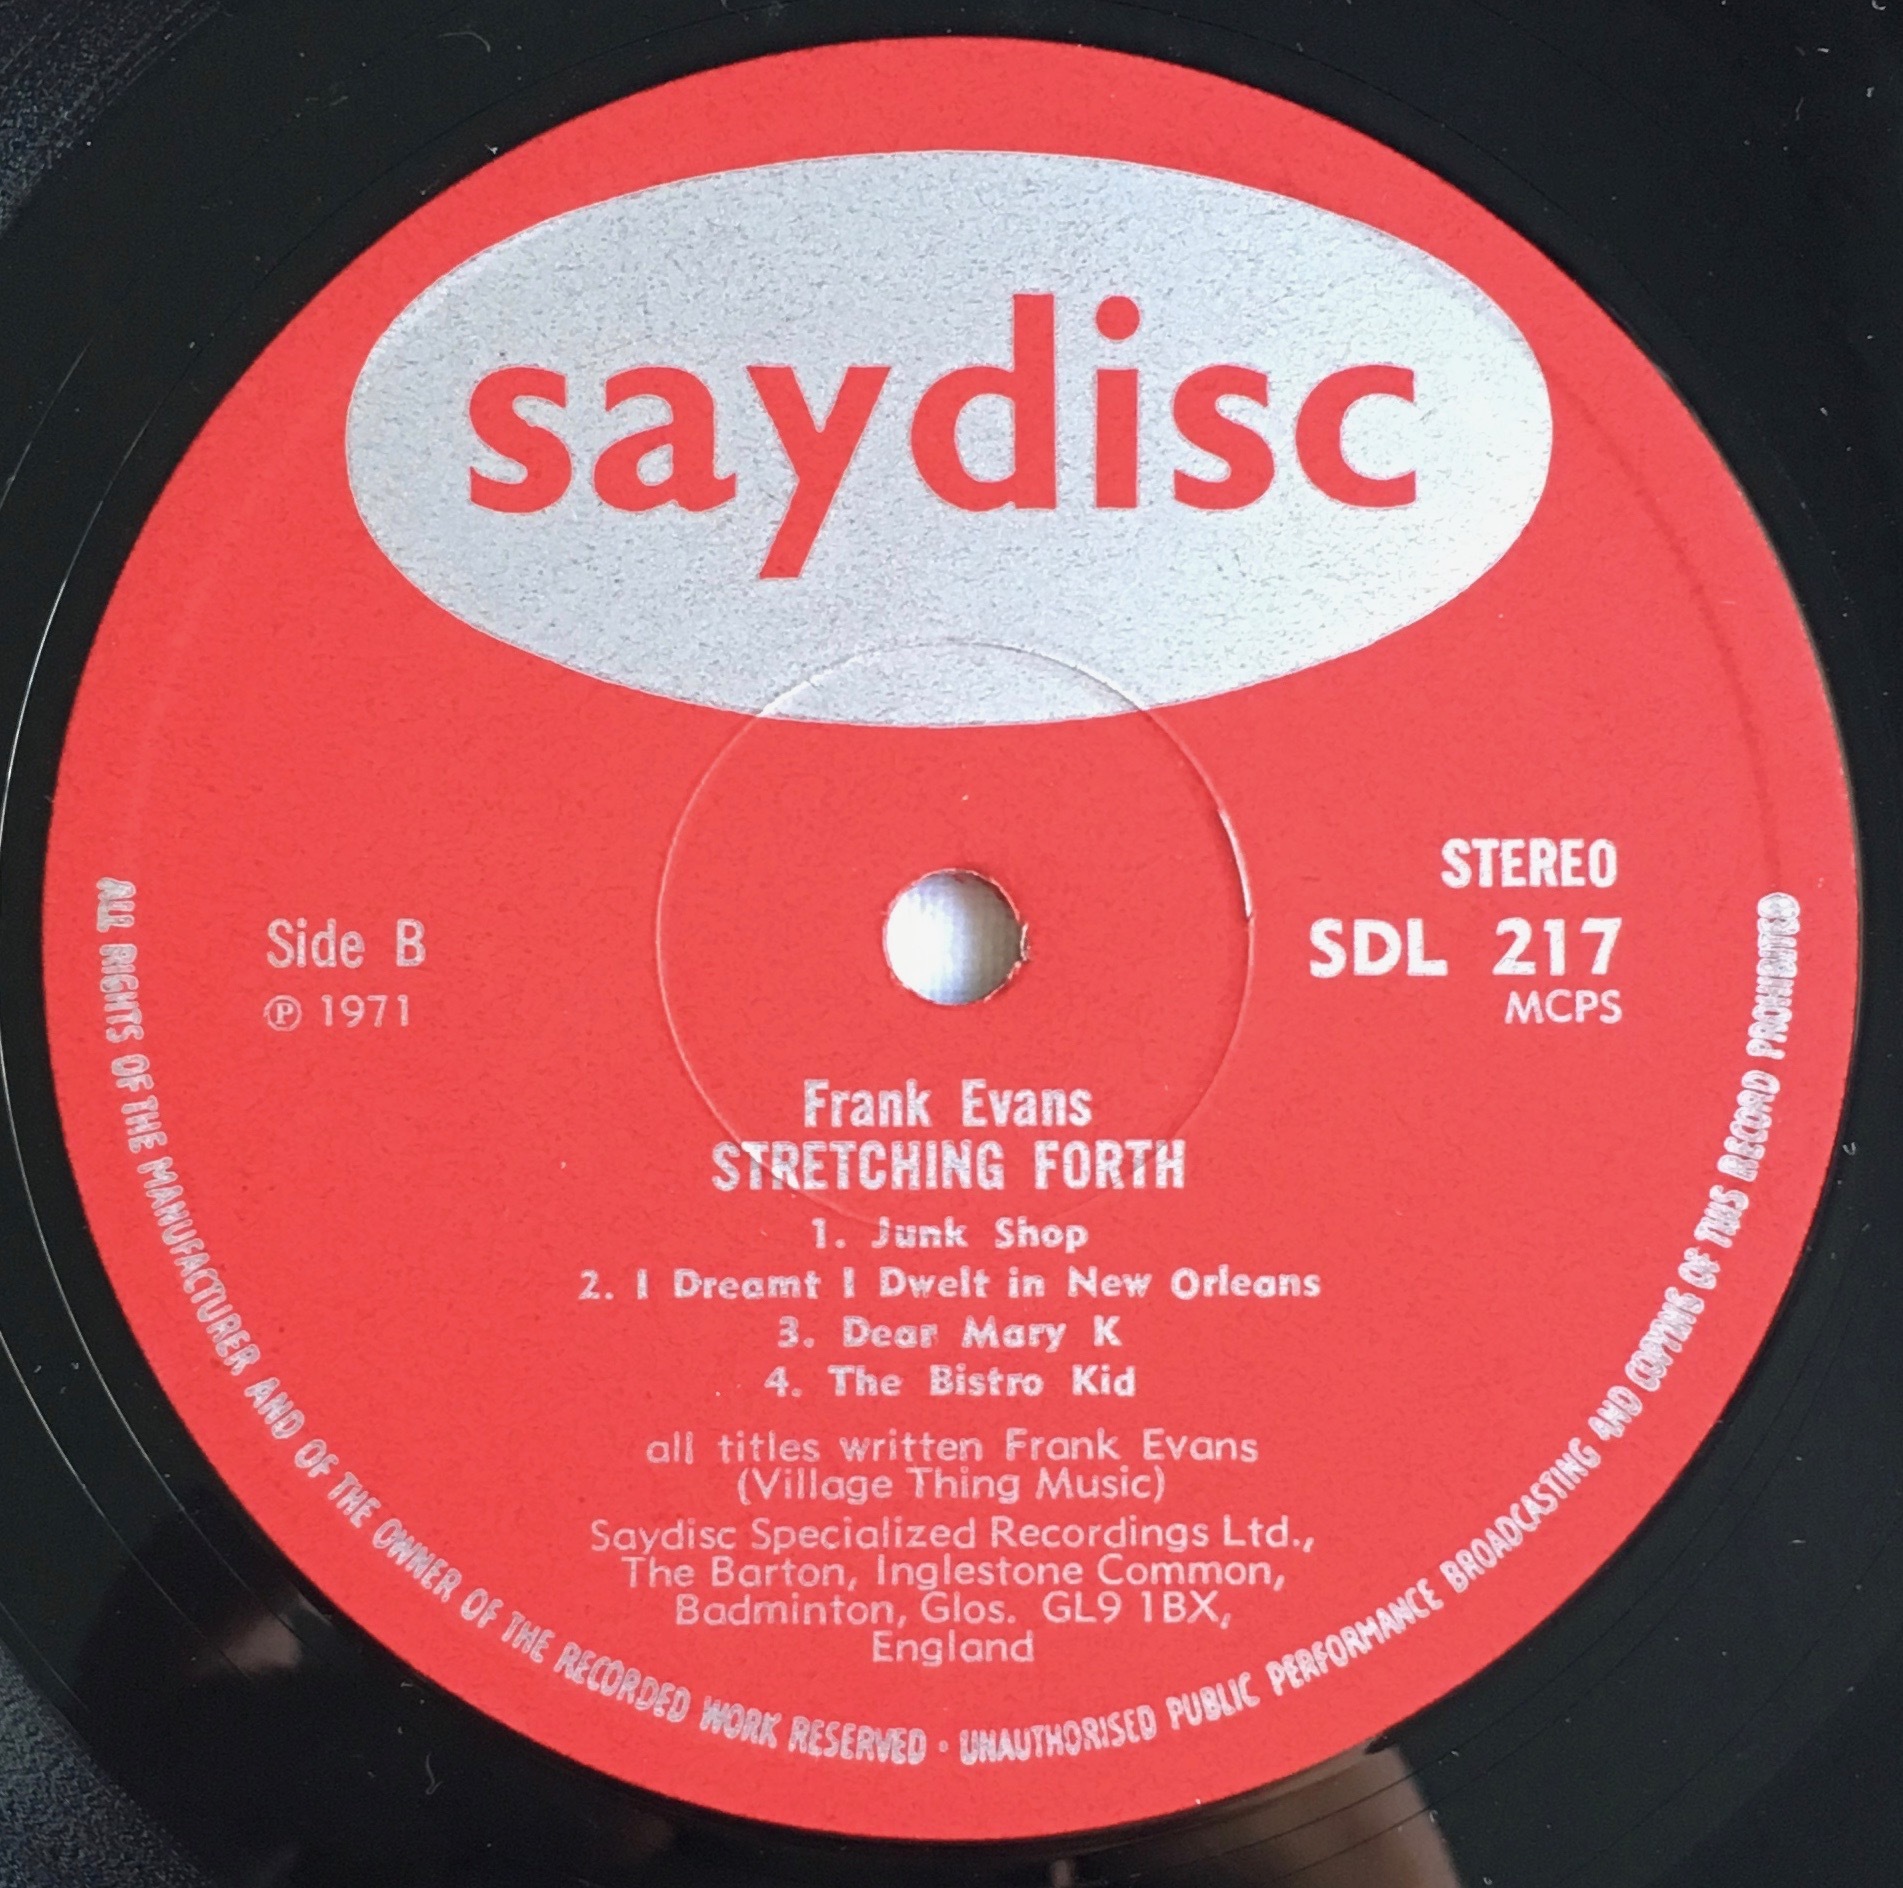 saydisc
STEREO
SDL 217
MCPS
Side B
℗ 1971
Frank Evans
STRETCHING FORTH
1. Junk Shop
2. I Dreamt I Dwelt in New Orleans
3. Dear Mary K
4. The Bistro Kid
all titles written Frank Evans
(Village Thing Music)
Saydisc Specialized Recordings Ltd.,
The Barton, Inglestone Common,
Badminton, Glos. GL9 1BX,
England
ALL RIGHTS OF THE MANUFACTURER AND OF THE OWNER OF THE RECORDED WORK RESERVED · UNAUTHORISED PUBLIC PERFORMANCE BROADCASTING AND COPYING OF THIS RECORD PROHIBITED